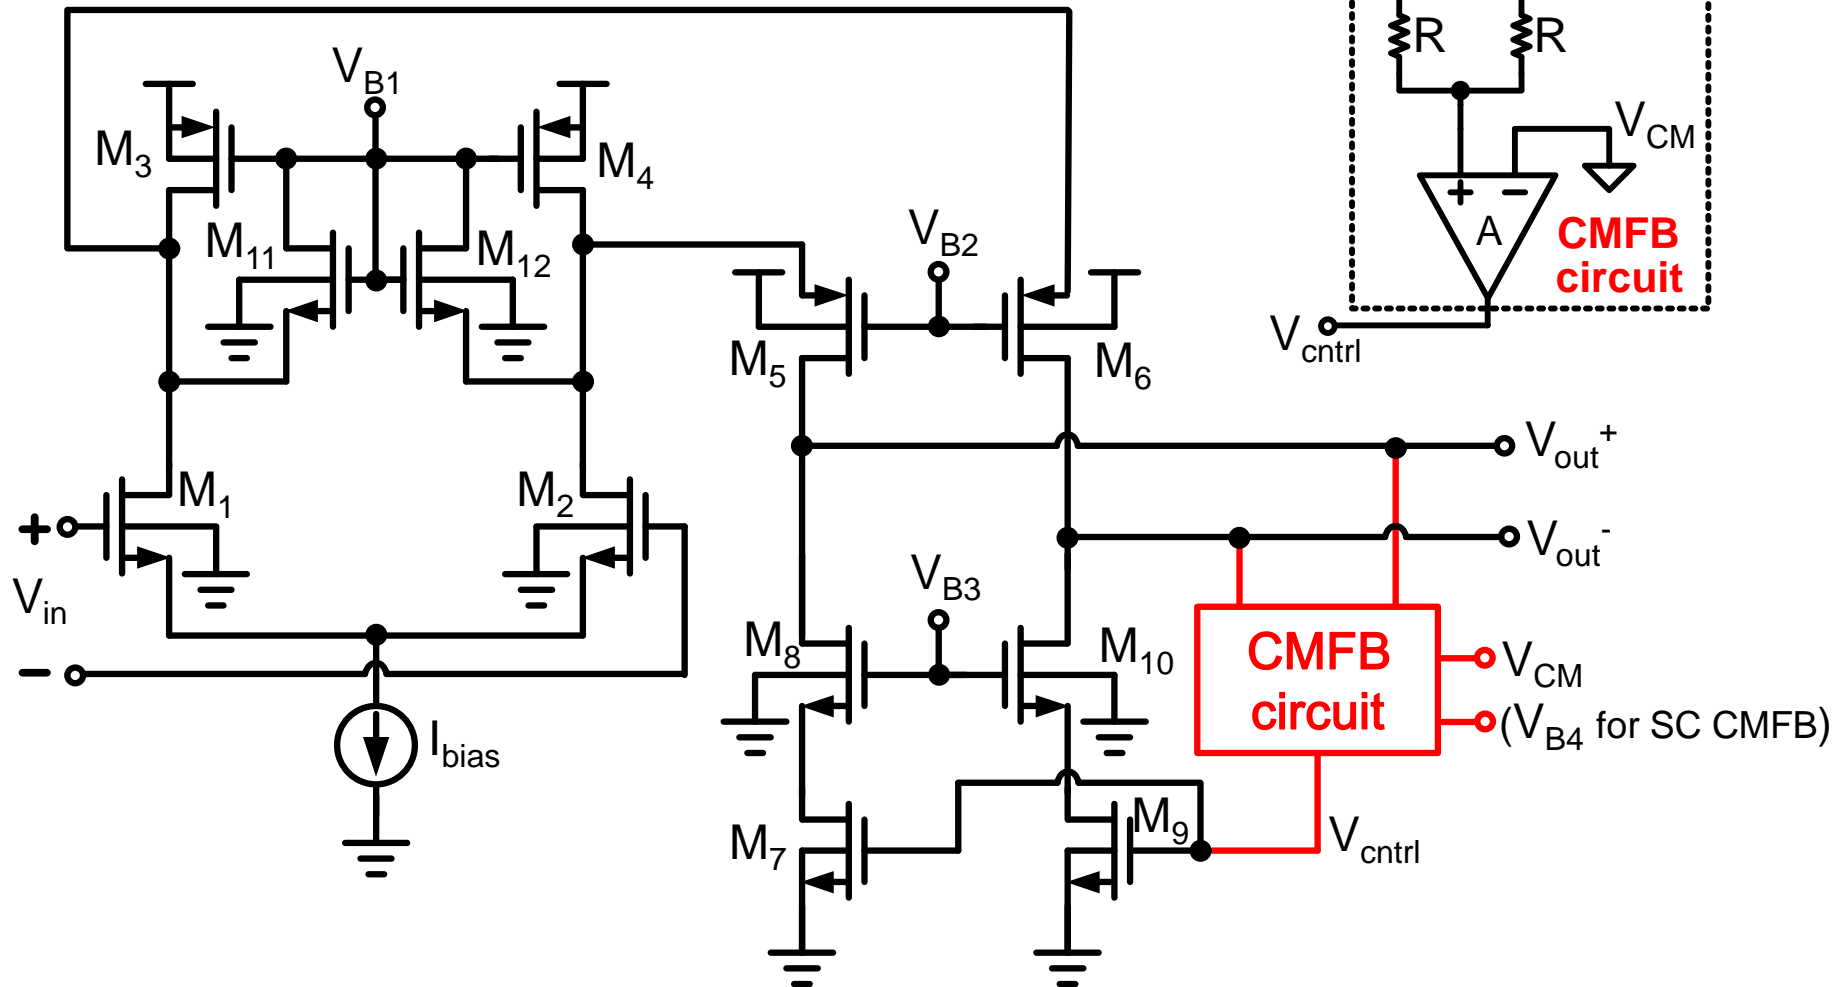 R R
V_B1
V_CM
M_3 M_4
A
M_11 M_12
V_B2
CMFB
circuit
V_cntrl
M_5 M_6
V_out^+
M_1 M_2
+
V_out^-
V_in
V_B3
M_8 M_10
CMFB
circuit
V_CM
−
(V_B4 for SC CMFB)
I_bias
M_7 M_9
V_cntrl